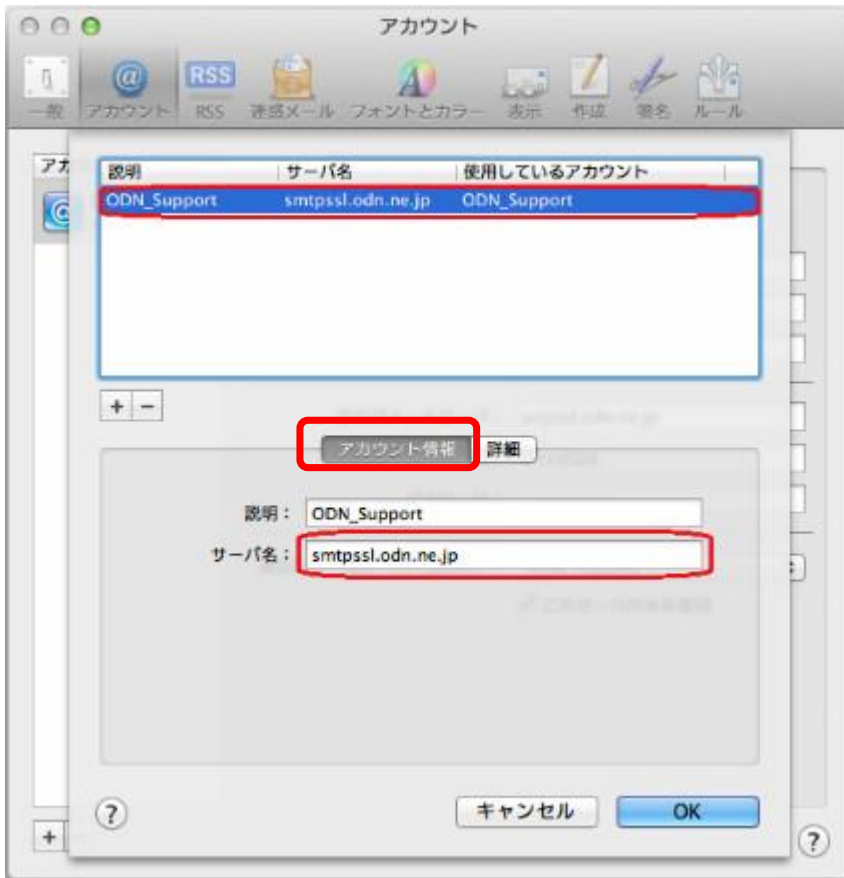 アカウント
RSS
一般 アカウント RSS 迷惑メール フォントとカラー 表示 作成 署名 ルール
アカ
説明 サーバ名 使用しているアカウント
ODN_Support smtpssl.odn.ne.jp ODN_Support
+ −
アカウント情報 詳細
説明： ODN_Support
サーバ名： smtpssl.odn.ne.jp
? キャンセル OK
+ ?